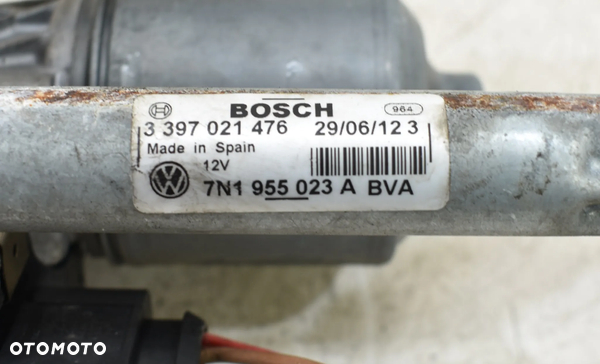 BOSCH 964
3 397 021 476 29/06/12 3
Made in Spain
12V
7N1 955 023 A BVA
OTOMOTO